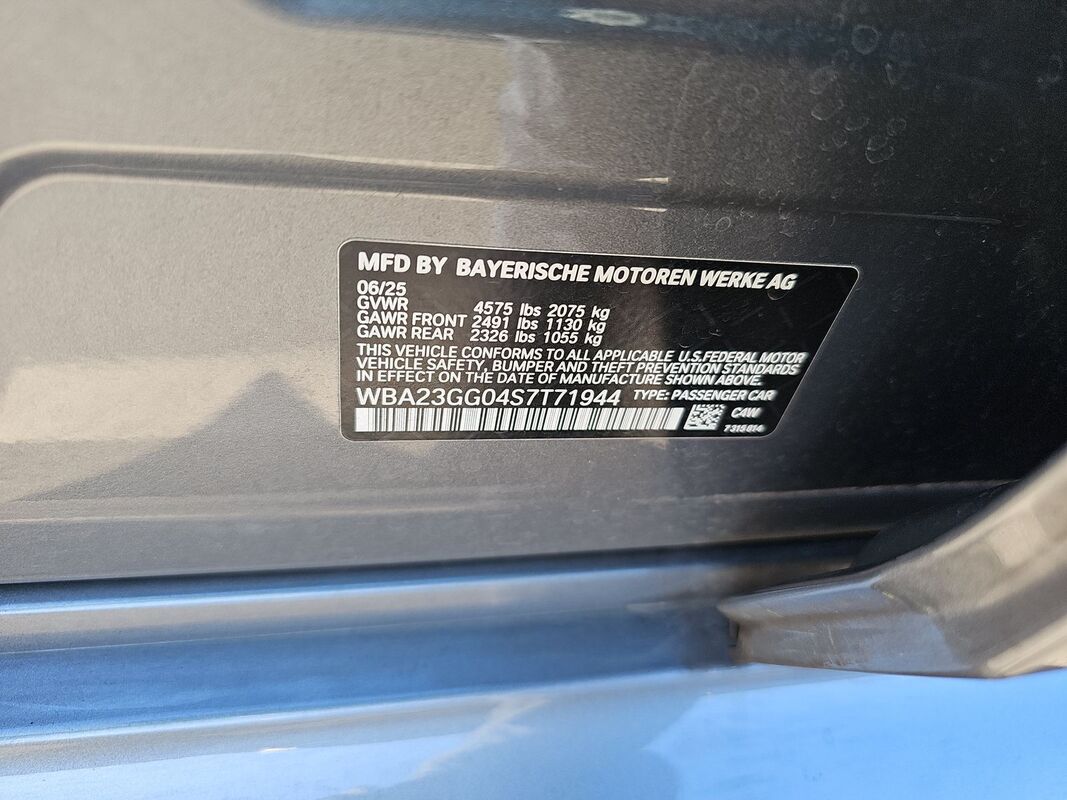 MFD BY BAYERISCHE MOTOREN WERKE AG
06/25
GVWR 4575 lbs 2075 kg
GAWR FRONT 2491 lbs 1130 kg
GAWR REAR 2326 lbs 1055 kg
THIS VEHICLE CONFORMS TO ALL APPLICABLE U.S.FEDERAL MOTOR
VEHICLE SAFETY, BUMPER AND THEFT PREVENTION STANDARDS
IN EFFECT ON THE DATE OF MANUFACTURE SHOWN ABOVE.
WBA23GG04S7T71944 TYPE: PASSENGER CAR
C4W